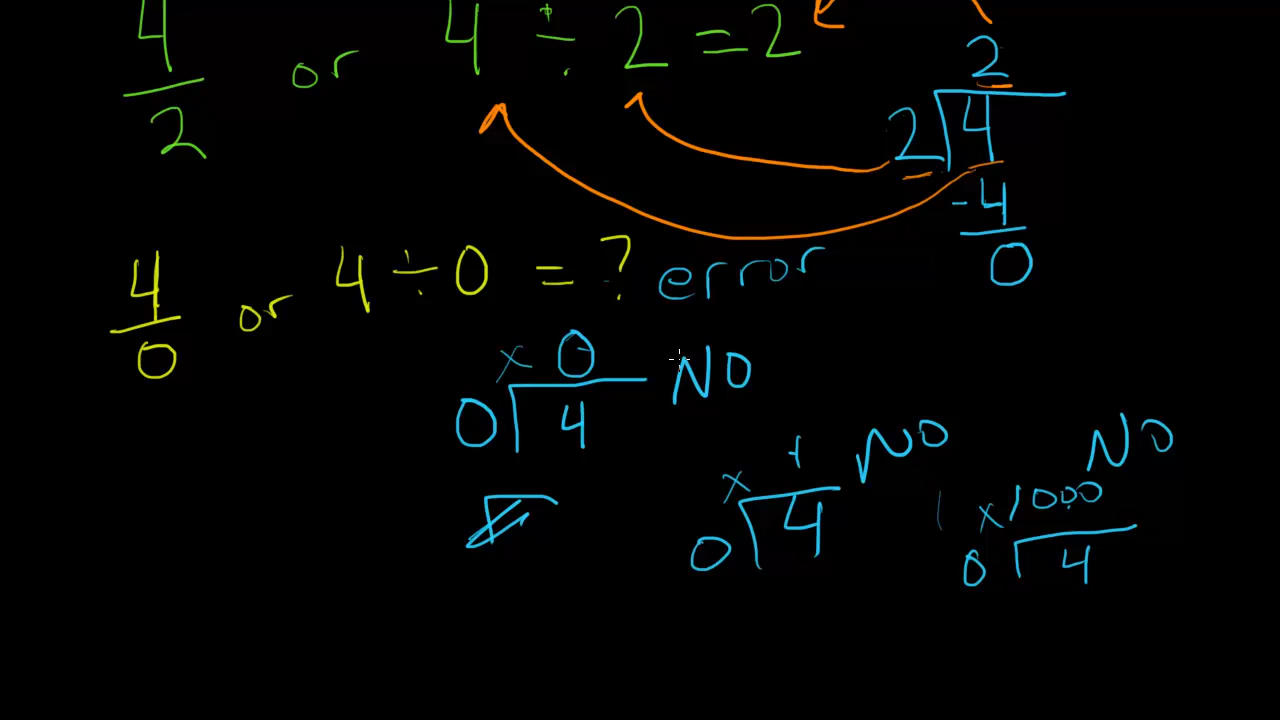 4/2 or 4 ÷ 2 = 2
2
2 4
-4
0
4/0 or 4 ÷ 0 = ? error
× 0 NO
0 4
× 1 NO
0 4
× 1000 NO
0 4